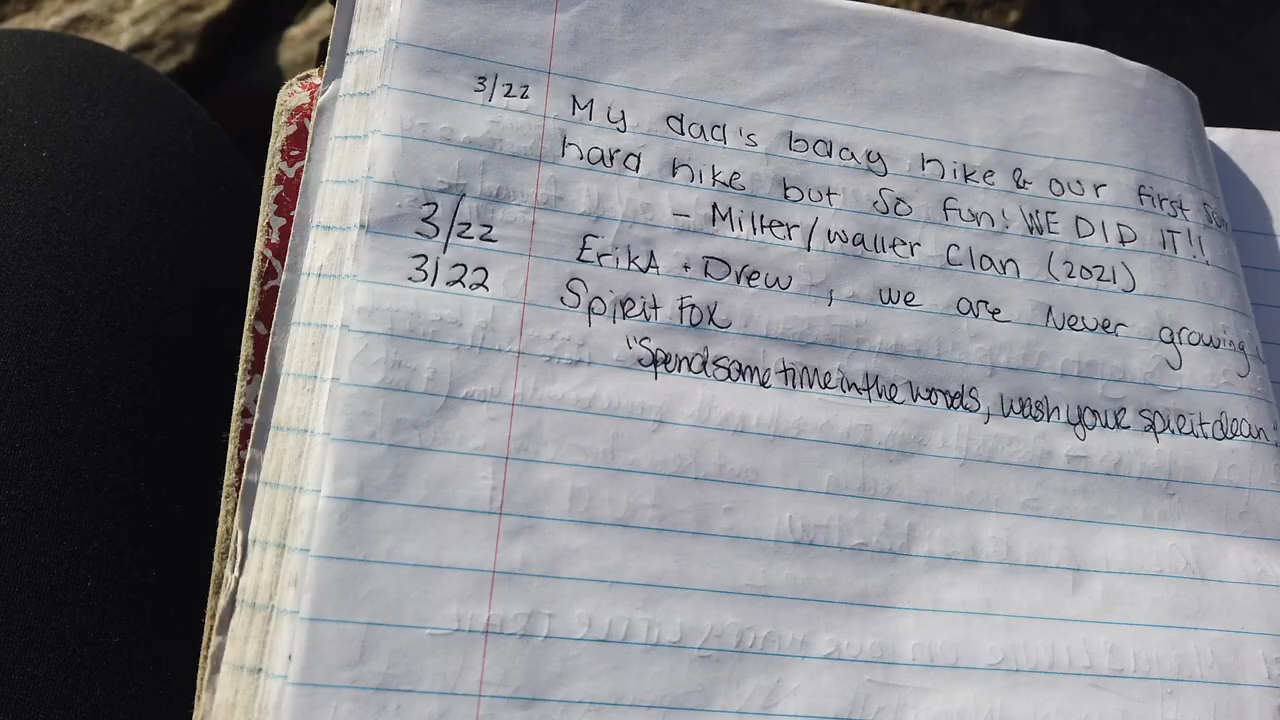 3/22 My dad's bday hike & our first
hard hike but so fun! WE DID IT!!
- Miller/Waller Clan (2021)
3/22 Erika + Drew, we are Never growing
3/22 Spirit Fox
"Spend some time in the woods, wash your spirit clean"